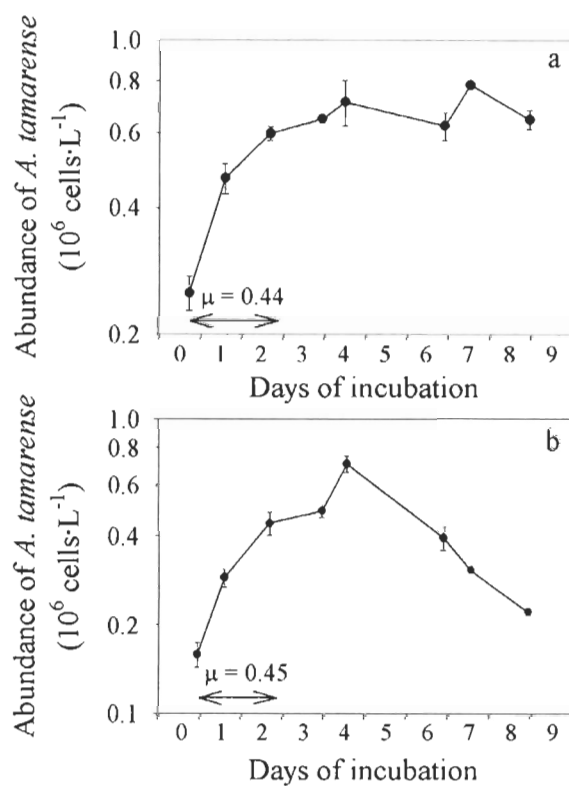 a
Abundance of A. tamarense
(10⁶ cells·L⁻¹)
1.0
0.8
0.6
0.4
0.2
μ = 0.44
0 1 2 3 4 5 6 7 8 9
Days of incubation
b
Abundance of A. tamarense
(10⁶ cells·L⁻¹)
1.0
0.8
0.6
0.4
0.2
0.1
μ = 0.45
0 1 2 3 4 5 6 7 8 9
Days of incubation